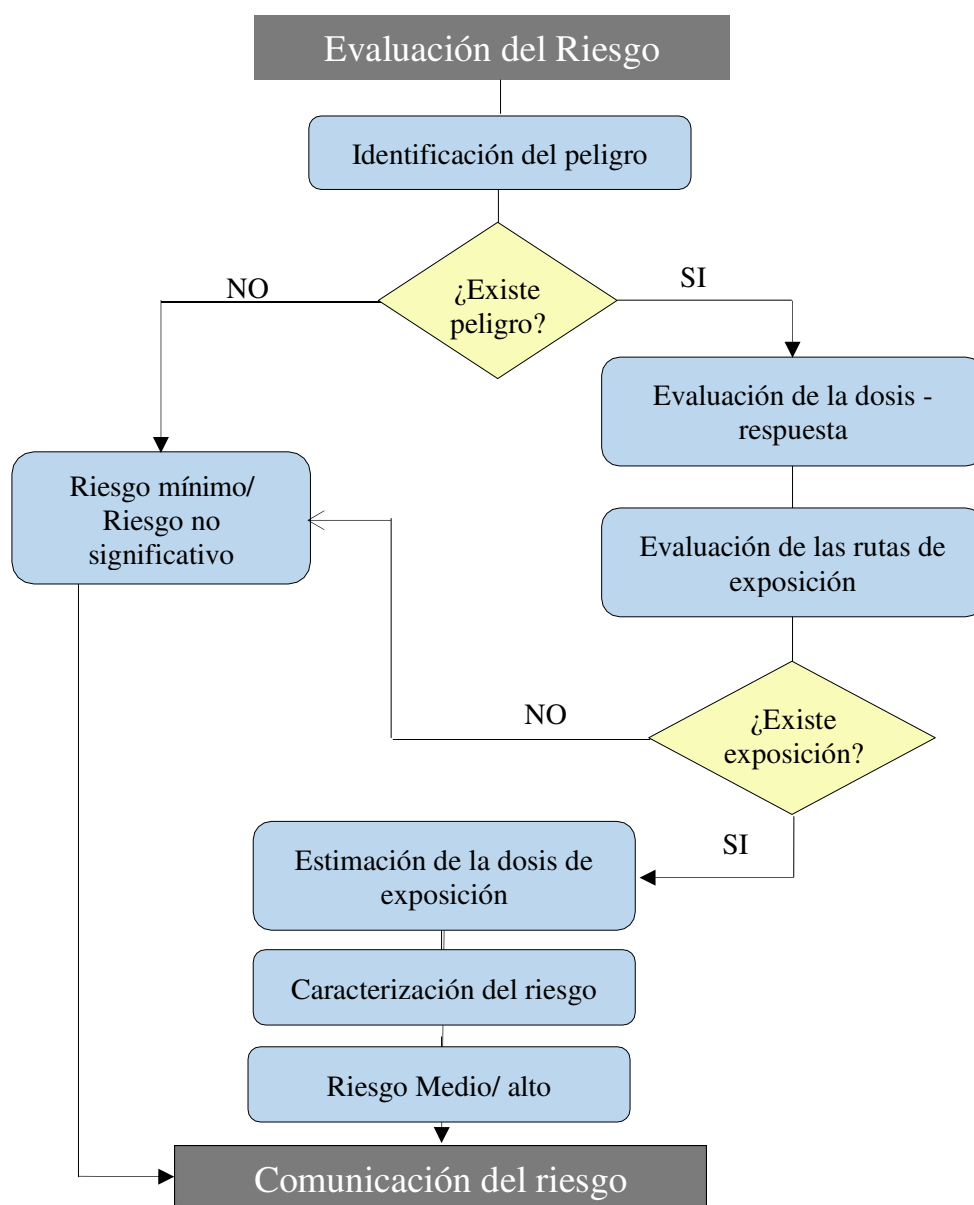 Evaluación del Riesgo
Identificación del peligro
¿Existe
peligro?
NO
SI
Evaluación de la dosis -
respuesta
Riesgo mínimo/
Riesgo no
significativo
Evaluación de las rutas de
exposición
¿Existe
exposición?
NO
SI
Estimación de la dosis de
exposición
Caracterización del riesgo
Riesgo Medio/ alto
Comunicación del riesgo